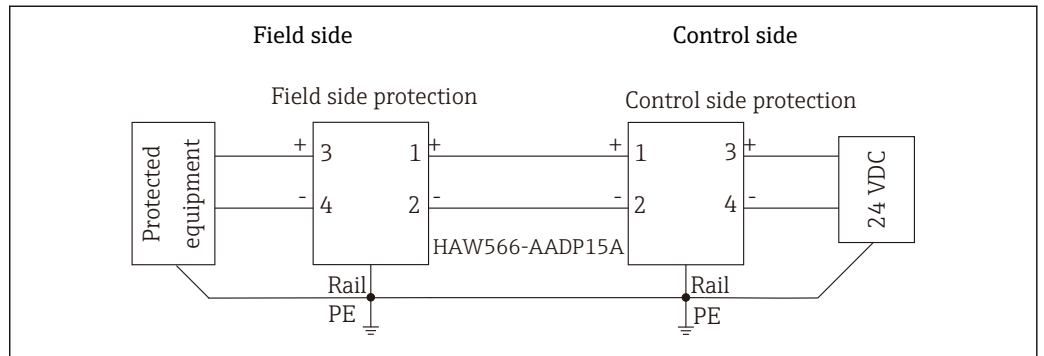 Field side
Control side
Field side protection
Control side protection
Protected
equipment
+ 3 1 +
- 4 2 -
+ 1 3 +
- 2 4 -
24 VDC
HAW566-AADP15A
Rail
PE
Rail
PE